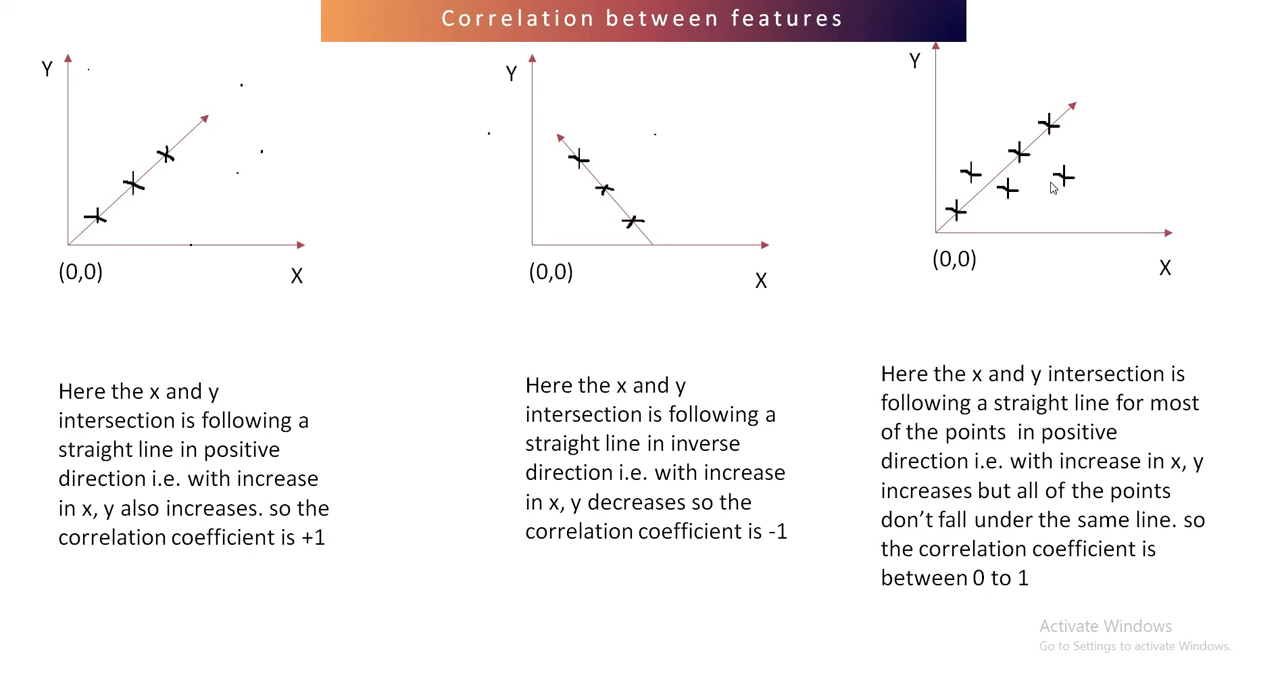 Correlation between features
Y
(0,0)
X
Y
(0,0)
X
Y
(0,0)
X
Here the x and y
intersection is following a
straight line in positive
direction i.e. with increase
in x, y also increases. so the
correlation coefficient is +1
Here the x and y
intersection is following a
straight line in inverse
direction i.e. with increase
in x, y decreases so the
correlation coefficient is -1
Here the x and y intersection is
following a straight line for most
of the points in positive
direction i.e. with increase in x, y
increases but all of the points
don’t fall under the same line. so
the correlation coefficient is
between 0 to 1
Activate Windows
Go to Settings to activate Windows.